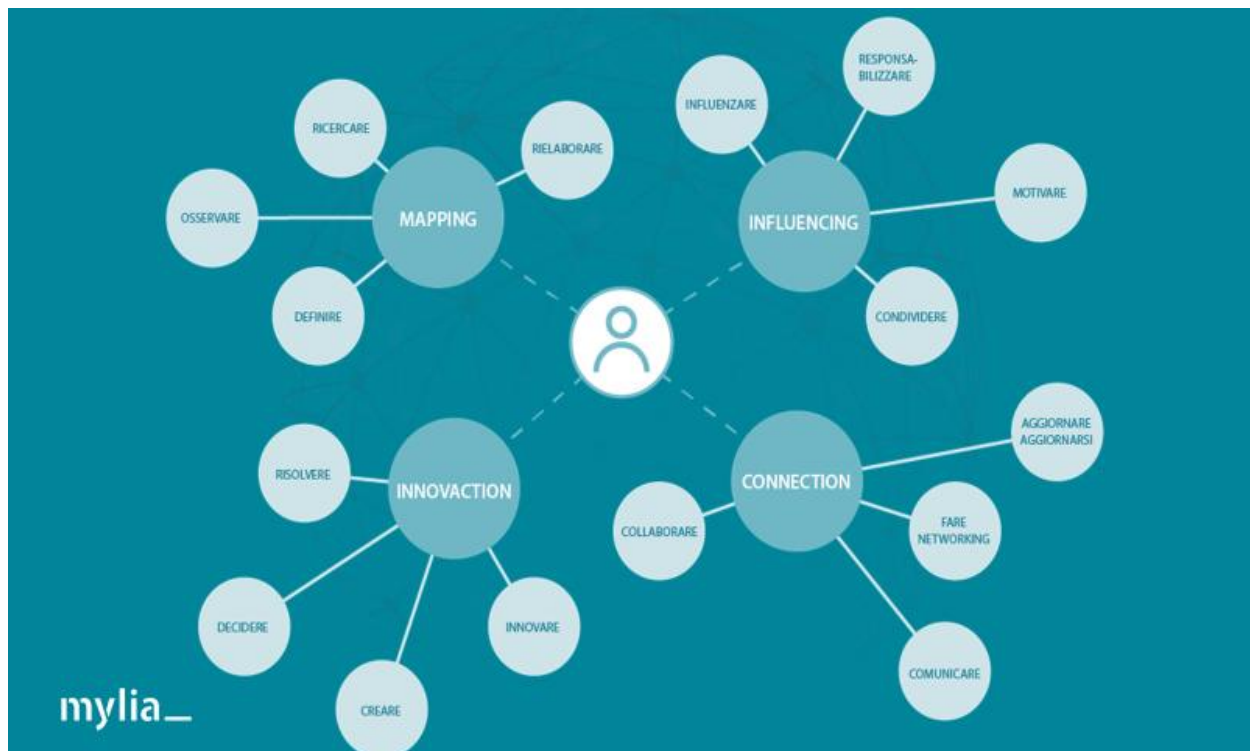 RICERCARE
RIELABORARE
OSSERVARE
MAPPING
DEFINIRE
INFLUENZARE
RESPONSA-
BILIZZARE
MOTIVARE
INFLUENCING
CONDIVIDERE
RISOLVERE
INNOVACTION
DECIDERE
CREARE
INNOVARE
AGGIORNARE
AGGIORNARSI
CONNECTION
COLLABORARE
FARE
NETWORKING
COMUNICARE
mylia_